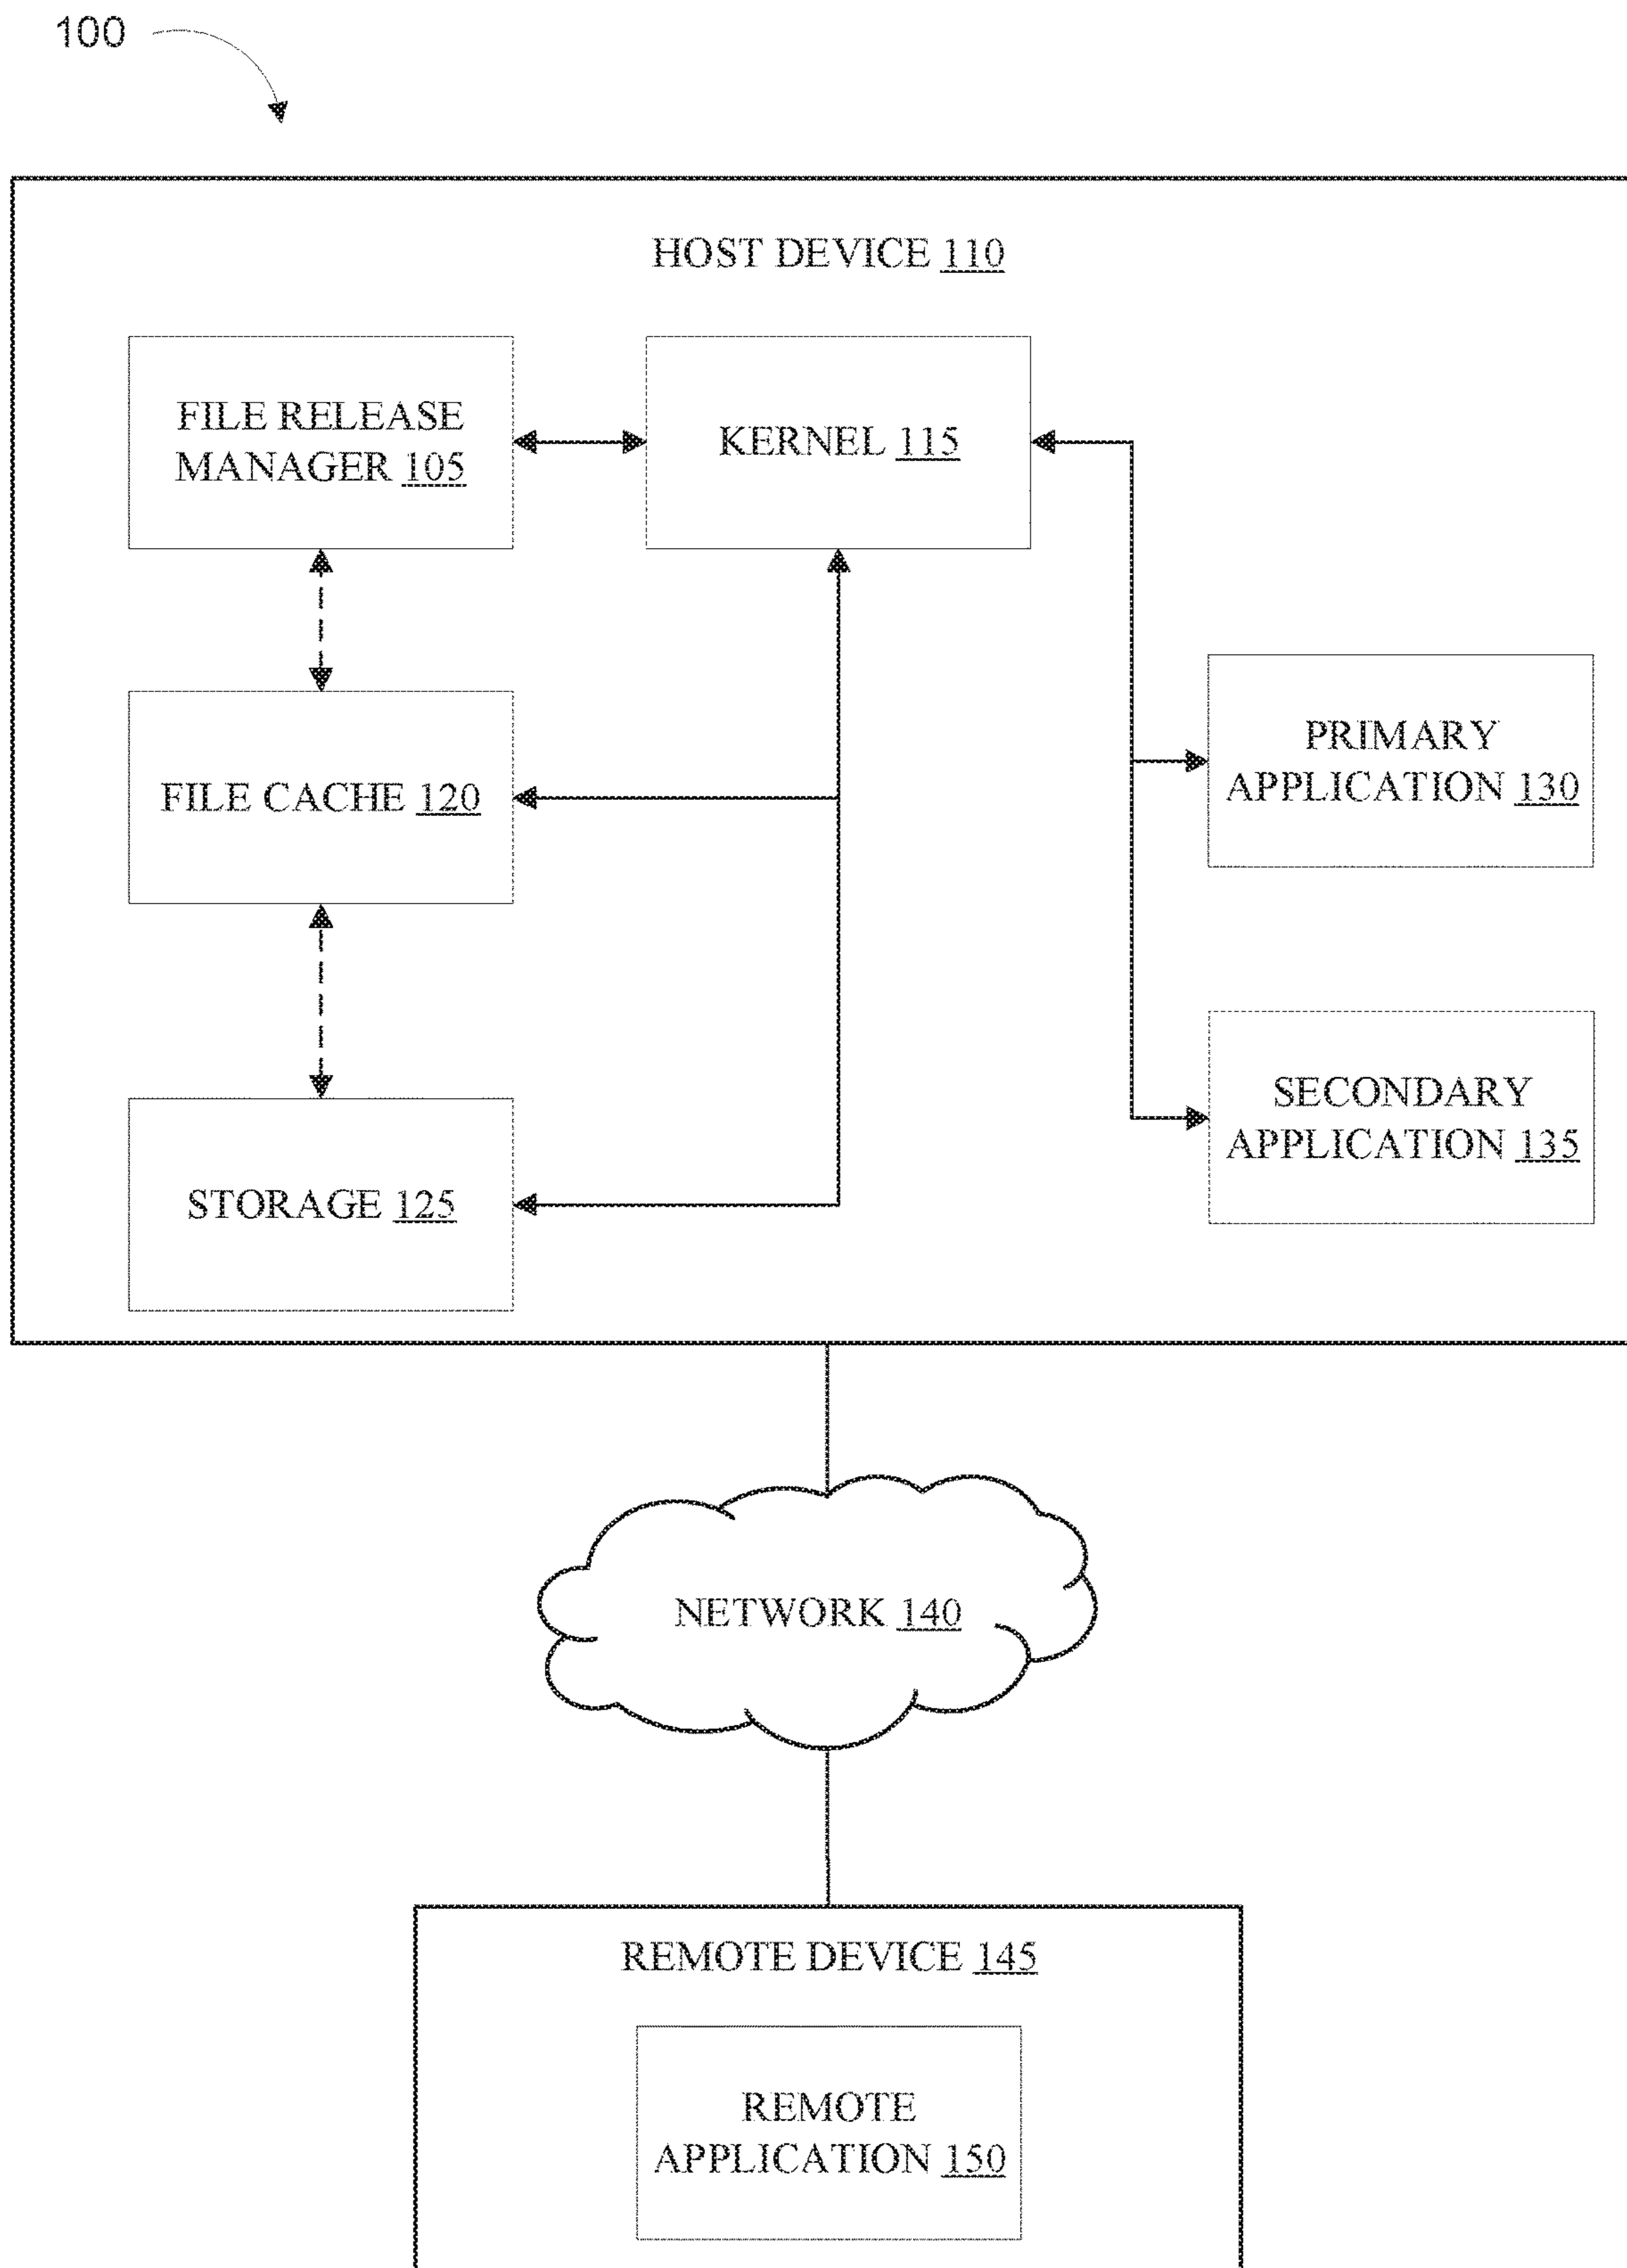 100
HOST DEVICE 110
FILE RELEASE
MANAGER 105
KERNEL 115
FILE CACHE 120
PRIMARY
APPLICATION 130
STORAGE 125
SECONDARY
APPLICATION 135
NETWORK 140
REMOTE DEVICE 145
REMOTE
APPLICATION 150